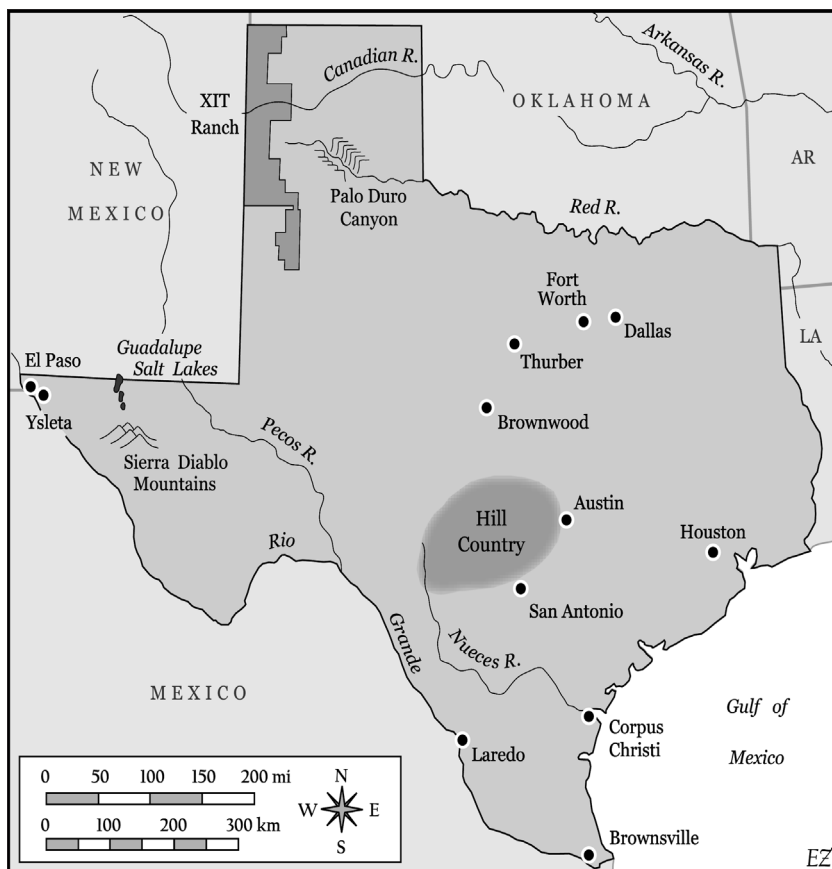 Arkansas R.
Canadian R.
XIT
Ranch
OKLAHOMA
AR
NEW
MEXICO
Palo Duro
Canyon
Red R.
Fort
Worth
Dallas
LA
Thurber
Guadalupe
Salt Lakes
El Paso
Ysleta
Brownwood
Pecos R.
Sierra Diablo
Mountains
Hill
Country
Austin
Houston
Rio
Grande
San Antonio
Nueces R.
MEXICO
Gulf of
Mexico
Corpus
Christi
Laredo
0 50 100 150 200 mi
0 100 200 300 km
N
W E
S
Brownsville
EZ